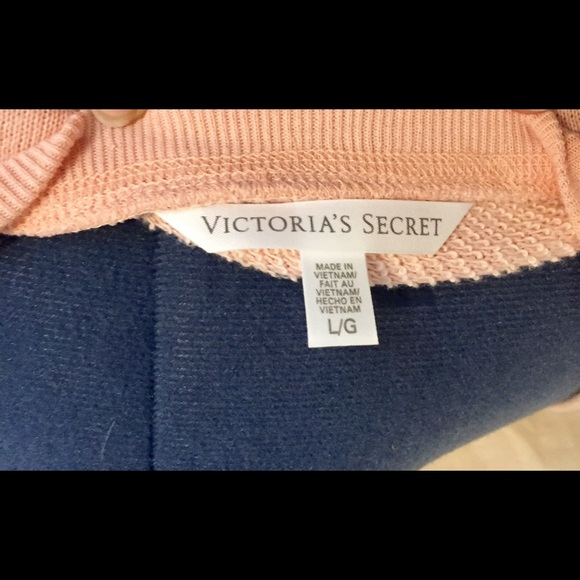 VICTORIA'S SECRET
MADE IN
VIETNAM/
FAIT AU
VIETNAM/
HECHO EN
VIETNAM
L/G